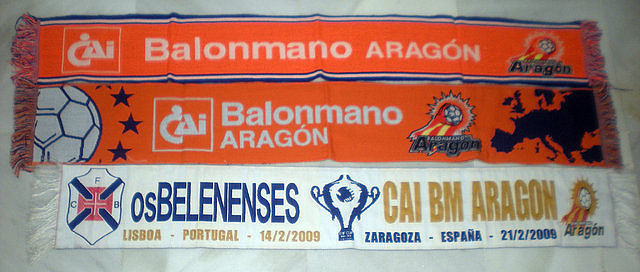 CAi Balonmano ARAGÓN Aragón
CAi Balonmano
ARAGÓN
BALONMANO
Aragón
C F B osBELENENSES CAI BM ARAGON
LISBOA - PORTUGAL - 14/2/2009 ZARAGOZA - ESPAÑA - 21/2/2009 Aragón